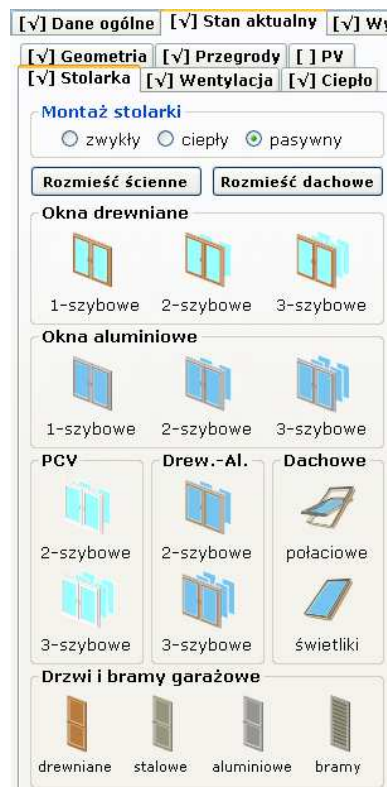 [√] Dane ogólne [√] Stan aktualny [√] Wy
[√] Geometria [√] Przegrody [ ] PV
[√] Stolarka [√] Wentylacja [√] Ciepło
Montaż stolarki
zwykły ciepły pasywny
Rozmieść ścienne Rozmieść dachowe
Okna drewniane
1-szybowe 2-szybowe 3-szybowe
Okna aluminiowe
1-szybowe 2-szybowe 3-szybowe
PCV Drew.-Al. Dachowe
2-szybowe 2-szybowe połaciowe
3-szybowe 3-szybowe świetliki
Drzwi i bramy garażowe
drewniane stalowe aluminiowe bramy